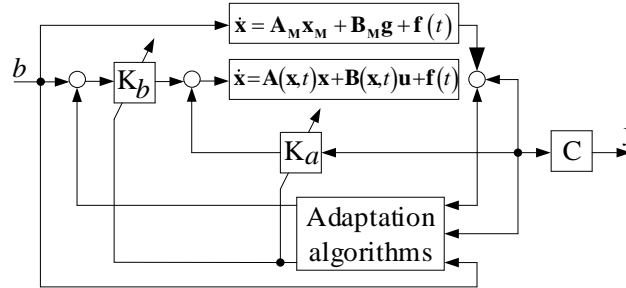 ẋ = A_M x_M + B_M g + f(t)
b
K_b
ẋ=A(x,t)x+B(x,t)u+f(t)
K_a
C
Adaptation
algorithms